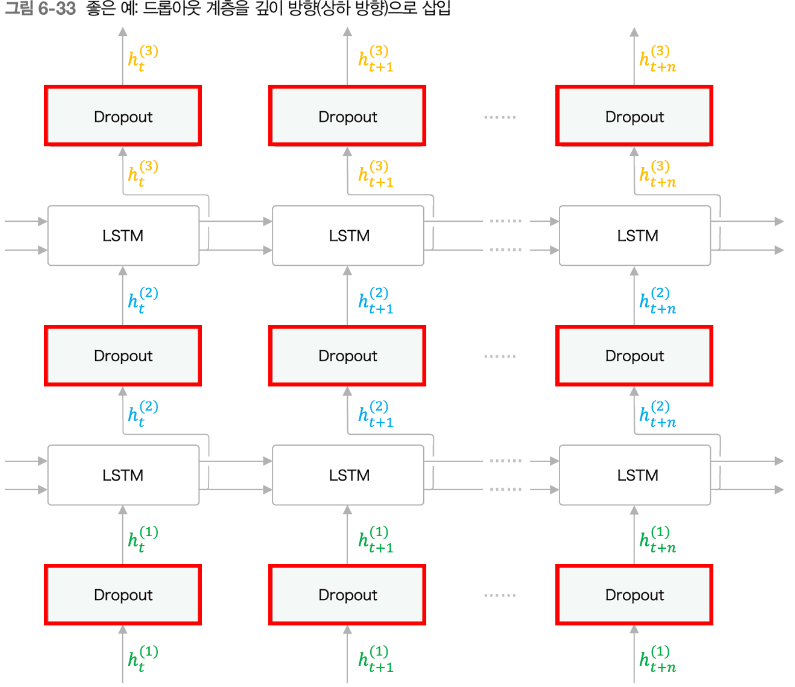 그림 6-33 좋은 예: 드롭아웃 계층을 깊이 방향(상하 방향)으로 삽입
h_t^(3) h_{t+1}^(3) h_{t+n}^(3)
Dropout Dropout ...... Dropout
h_t^(3) h_{t+1}^(3) h_{t+n}^(3)
LSTM LSTM ...... ...... LSTM
h_t^(2) h_{t+1}^(2) h_{t+n}^(2)
Dropout Dropout ...... Dropout
h_t^(2) h_{t+1}^(2) h_{t+n}^(2)
LSTM LSTM ...... ...... LSTM
h_t^(1) h_{t+1}^(1) h_{t+n}^(1)
Dropout Dropout ...... Dropout
h_t^(1) h_{t+1}^(1) h_{t+n}^(1)